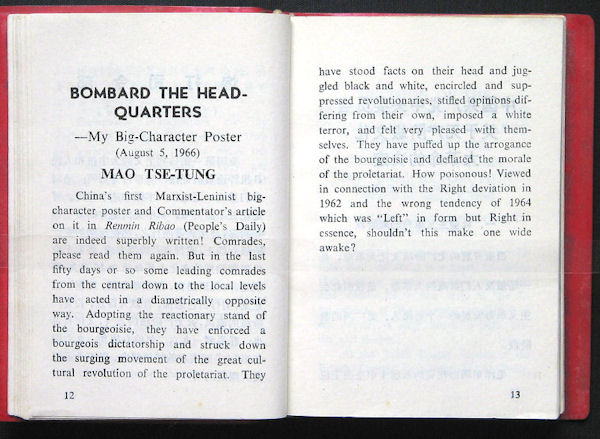 BOMBARD THE HEAD-
QUARTERS
—My Big-Character Poster
(August 5, 1966)
MAO TSE-TUNG
China's first Marxist-Leninist big-
character poster and Commentator's article
on it in Renmin Ribao (People's Daily)
are indeed superbly written! Comrades,
please read them again. But in the last
fifty days or so some leading comrades
from the central down to the local levels
have acted in a diametrically opposite
way. Adopting the reactionary stand of
the bourgeoisie, they have enforced a
bourgeois dictatorship and struck down
the surging movement of the great cul-
tural revolution of the proletariat. They
12
have stood facts on their head and jug-
gled black and white, encircled and sup-
pressed revolutionaries, stifled opinions dif-
fering from their own, imposed a white
terror, and felt very pleased with them-
selves. They have puffed up the arrogance
of the bourgeoisie and deflated the morale
of the proletariat. How poisonous! Viewed
in connection with the Right deviation in
1962 and the wrong tendency of 1964
which was "Left" in form but Right in
essence, shouldn't this make one wide
awake?
13